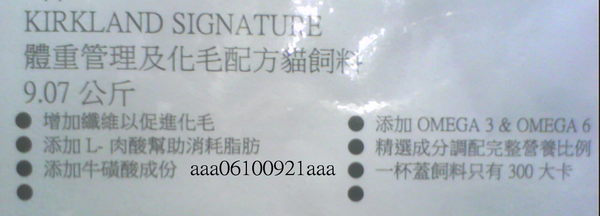 KIRKLAND SIGNATURE
體重管理及化毛配方貓飼料
9.07 公斤
● 增加纖維以促進化毛
● 添加 L- 肉酸幫助消耗脂肪
● 添加牛磺酸成份 aaa06100921aaa
●
● 添加 OMEGA 3 & OMEGA 6
● 精選成分調配完整營養比例
● 一杯蓋飼料只有 300 大卡
●